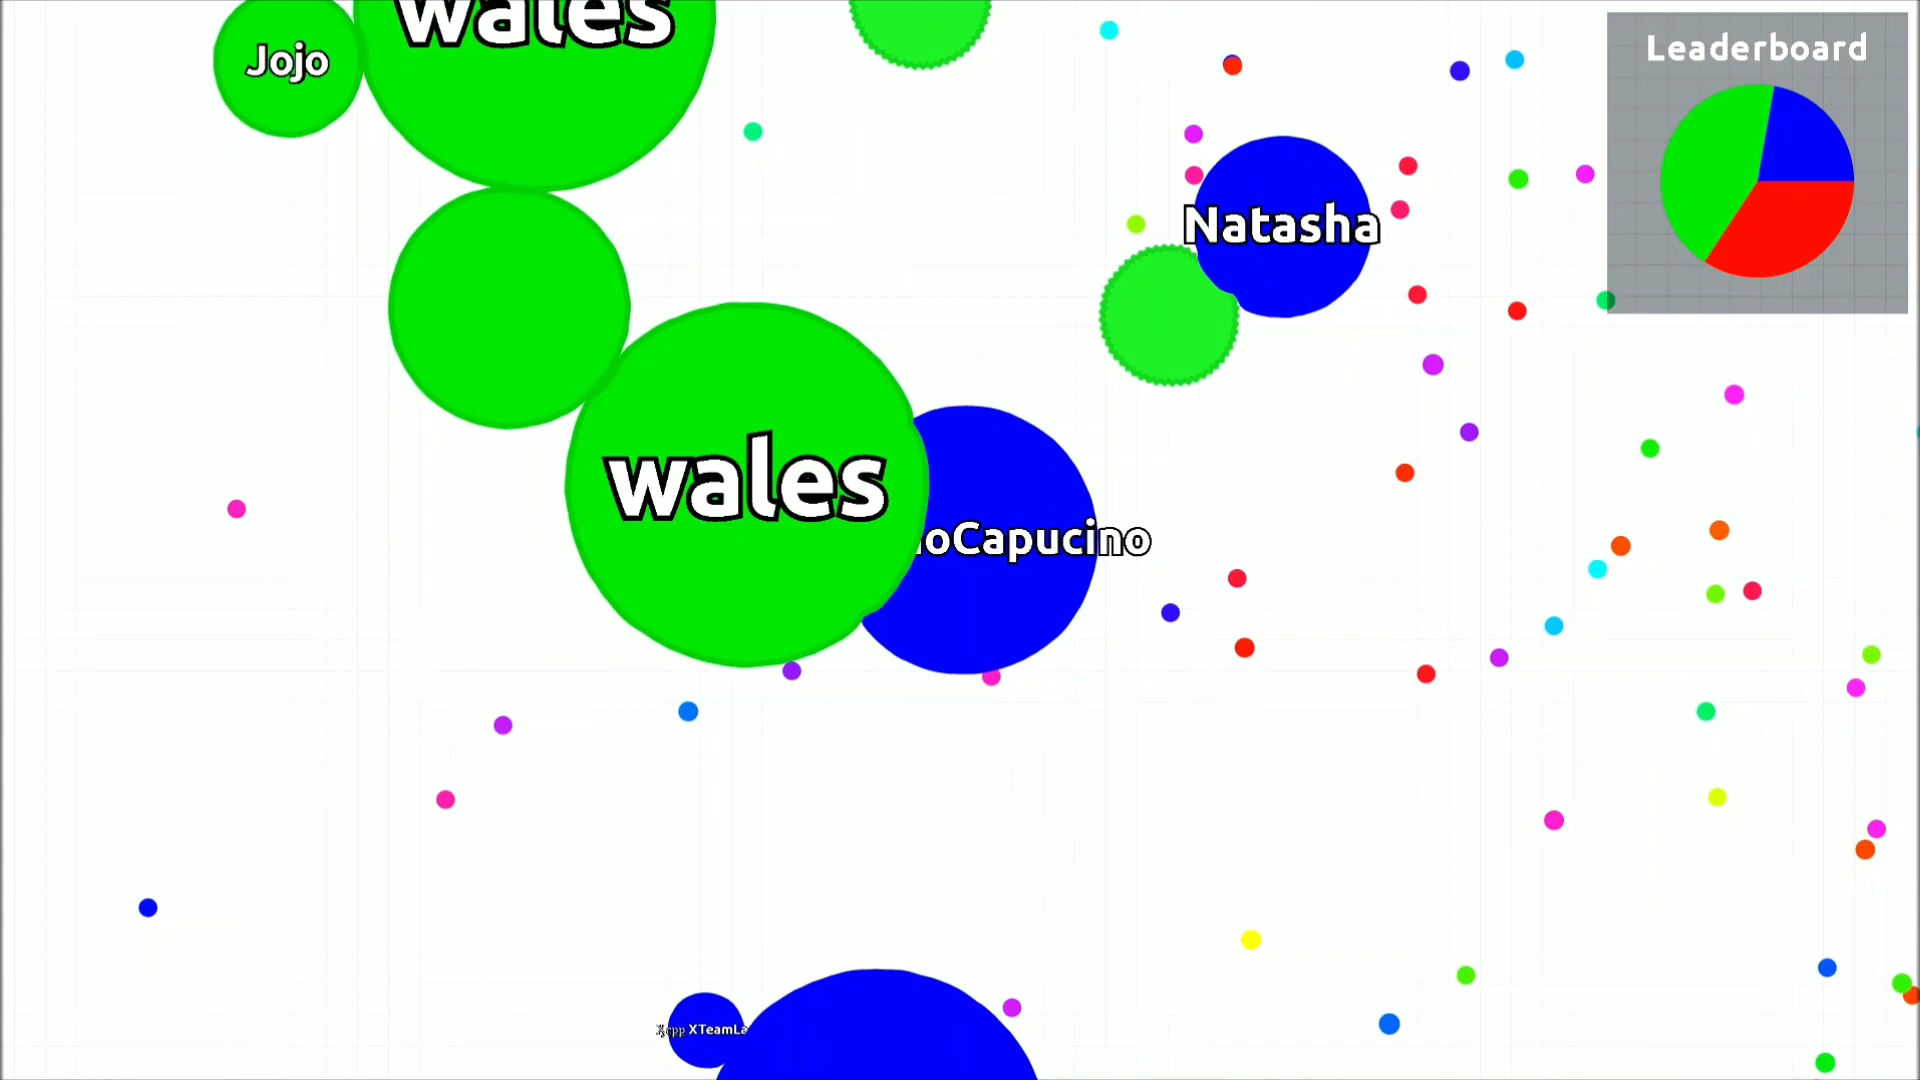 wales
Jojo
Leaderboard
Natasha
wales
oCapucino
XTeamLa